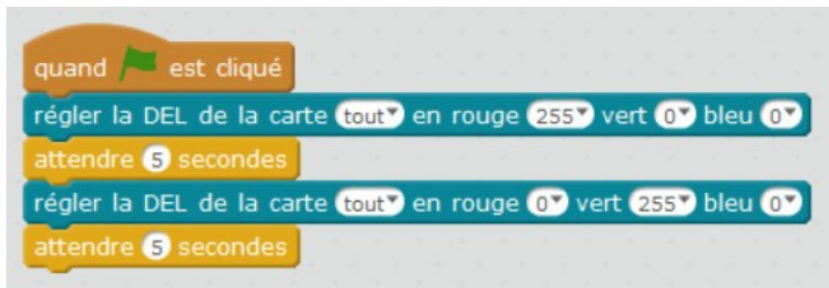 quand est cliqué
régler la DEL de la carte tout en rouge 255 vert 0 bleu 0
attendre 5 secondes
régler la DEL de la carte tout en rouge 0 vert 255 bleu 0
attendre 5 secondes